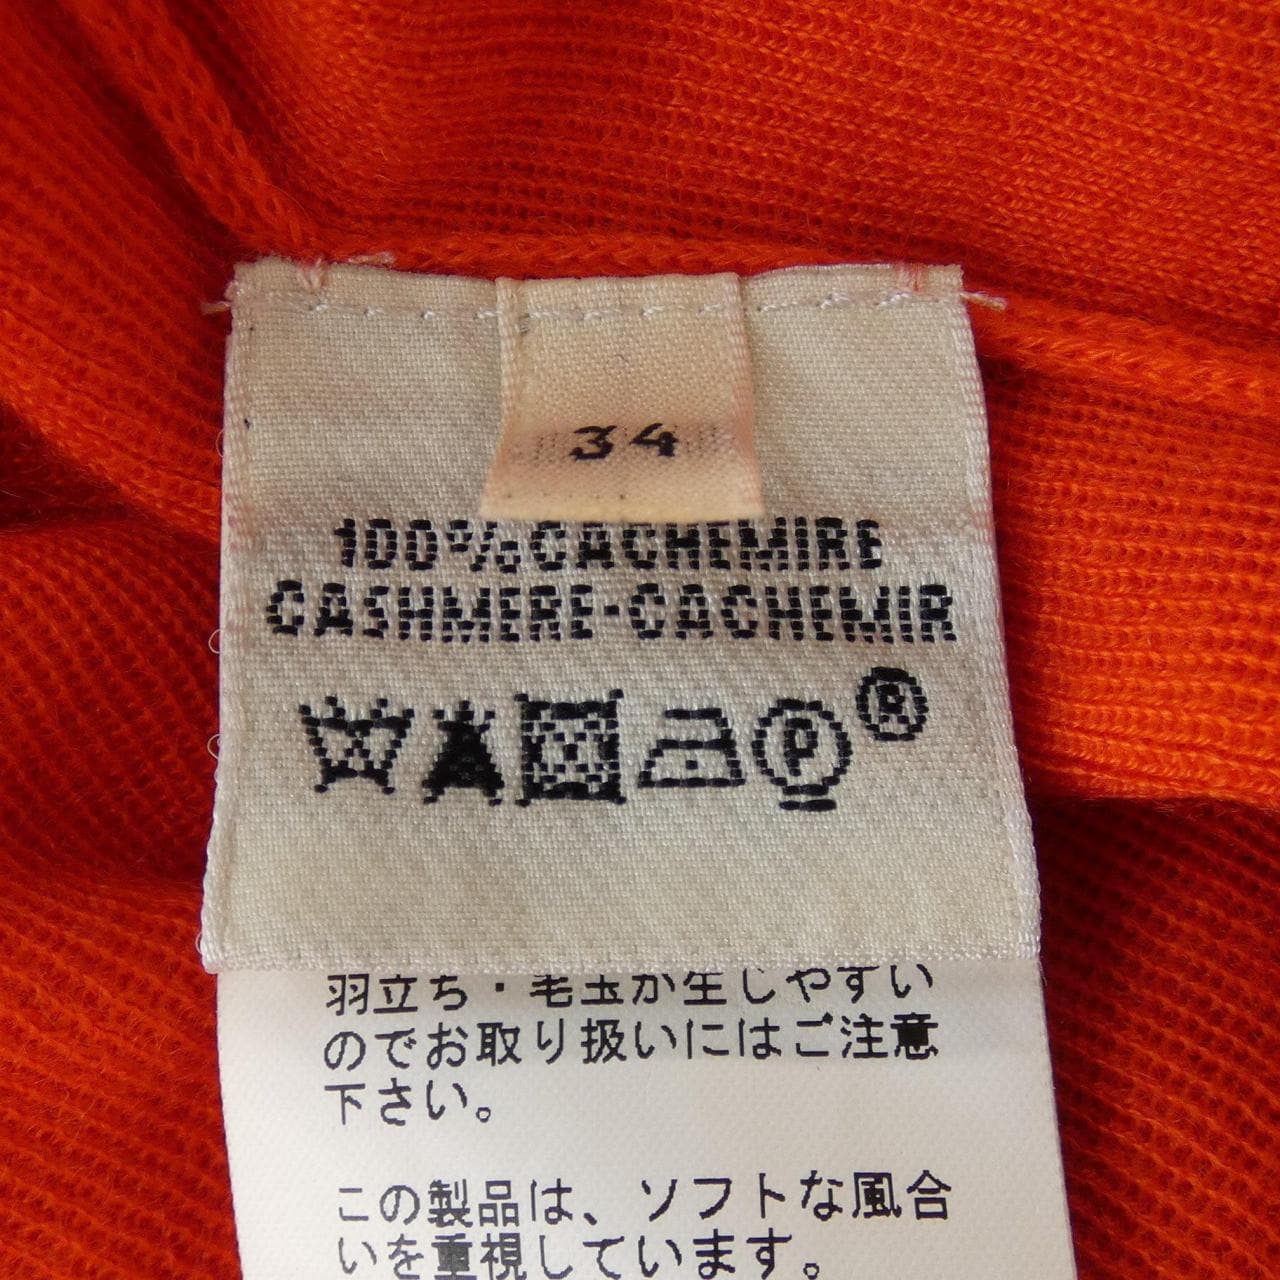 34
100%CACHEMIRE
CASHMERE-CACHEMIR
P ®
羽立ち・毛玉が生じやすい
のでお取り扱いにはご注意
下さい。
この製品は、ソフトな風合
いを重視しています。